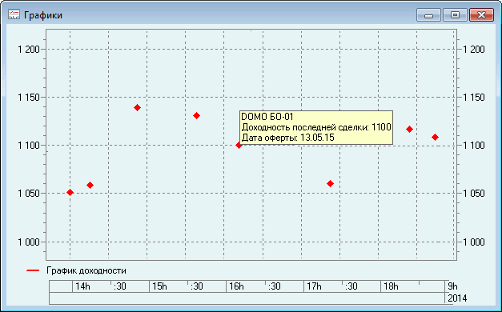 Графики
1 200
1 200
1 150
1 150
DOMO БО-01
Доходность последней сделки: 1100
Дата оферты: 13.05.15
1 100
1 100
1 050
1 050
1 000
1 000
График доходности
14h :30 15h :30 16h :30 17h :30 18h 9h
2014